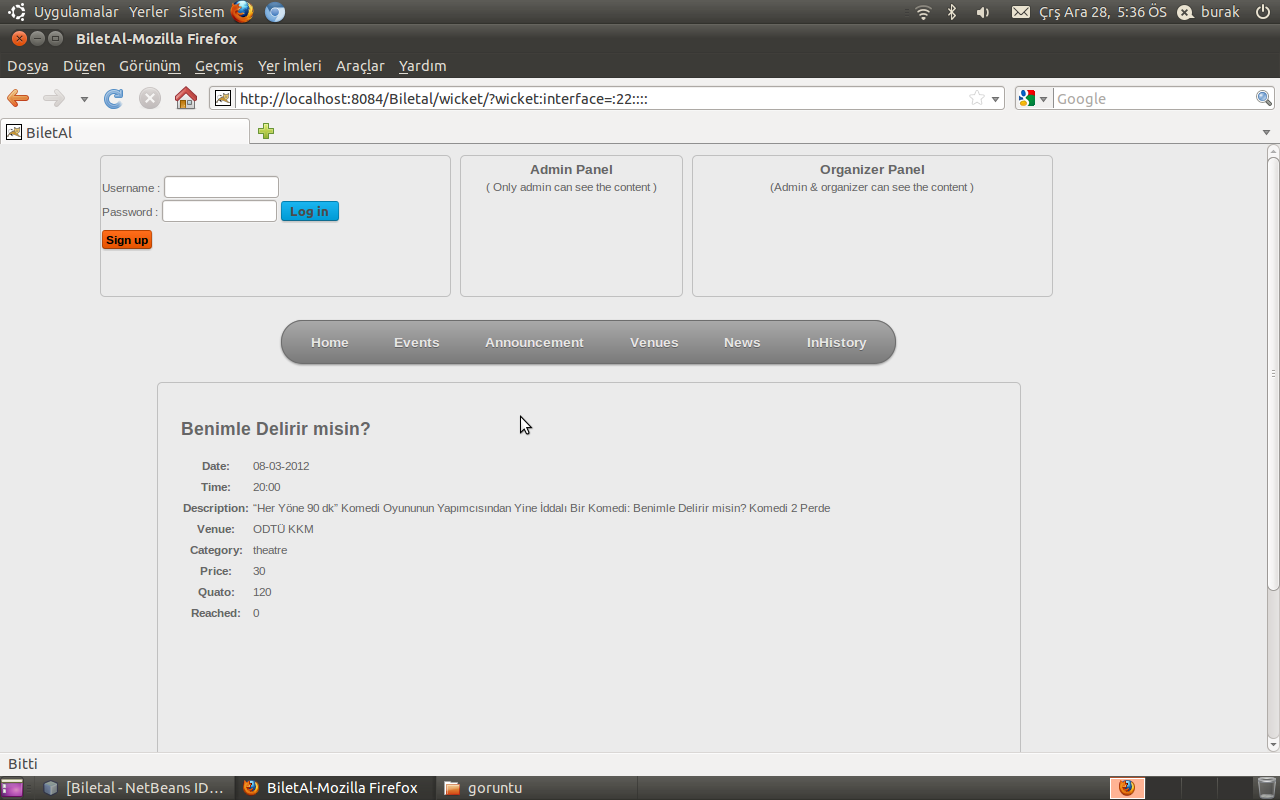 Uygulamalar Yerler Sistem Çrş Ara 28, 5:36 ÖS burak
BiletAl-Mozilla Firefox
Dosya Düzen Görünüm Geçmiş Yer İmleri Araçlar Yardım
http://localhost:8084/Biletal/wicket/?wicket:interface=:22:::: Google
BiletAl
Username :
Password : Log in
Sign up
Admin Panel
( Only admin can see the content )
Organizer Panel
(Admin & organizer can see the content )
Home Events Announcement Venues News InHistory
Benimle Delirir misin?
Date: 08-03-2012
Time: 20:00
Description: “Her Yöne 90 dk” Komedi Oyununun Yapımcısından Yine İddalı Bir Komedi: Benimle Delirir misin? Komedi 2 Perde
Venue: ODTÜ KKM
Category: theatre
Price: 30
Quato: 120
Reached: 0
Bitti
[Biletal - NetBeans ID... BiletAl-Mozilla Firefox goruntu